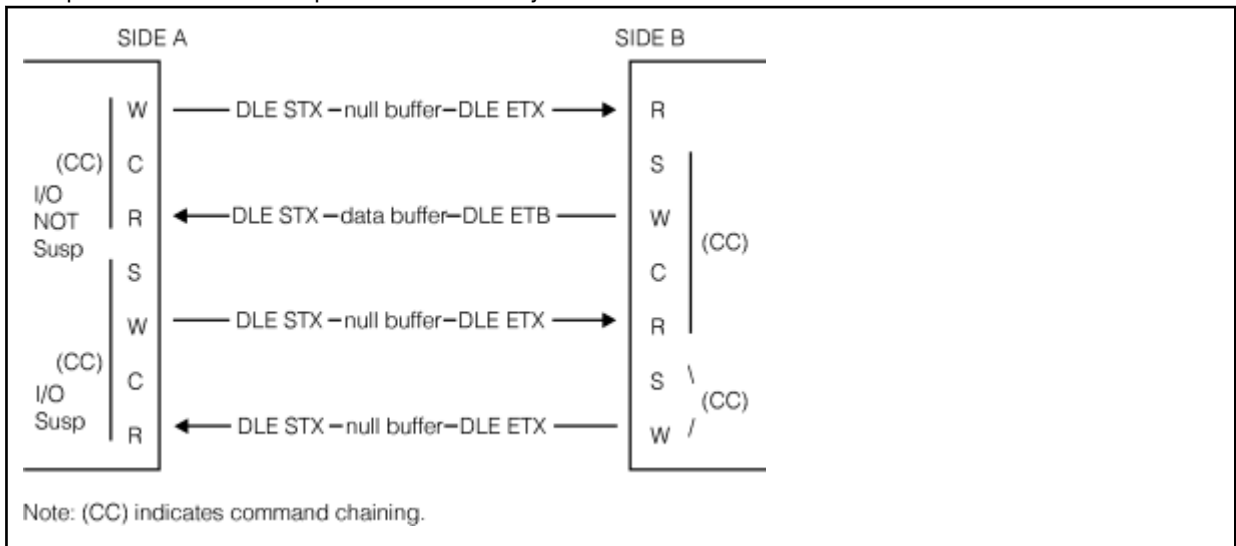 SIDE A SIDE B
W DLE STX – null buffer – DLE ETX R
(CC) C S
I/O
NOT R DLE STX – data buffer – DLE ETB W
Susp (CC)
S C
W DLE STX – null buffer – DLE ETX R
(CC)
I/O C S \ (CC)
Susp R DLE STX – null buffer – DLE ETX W /
Note: (CC) indicates command chaining.